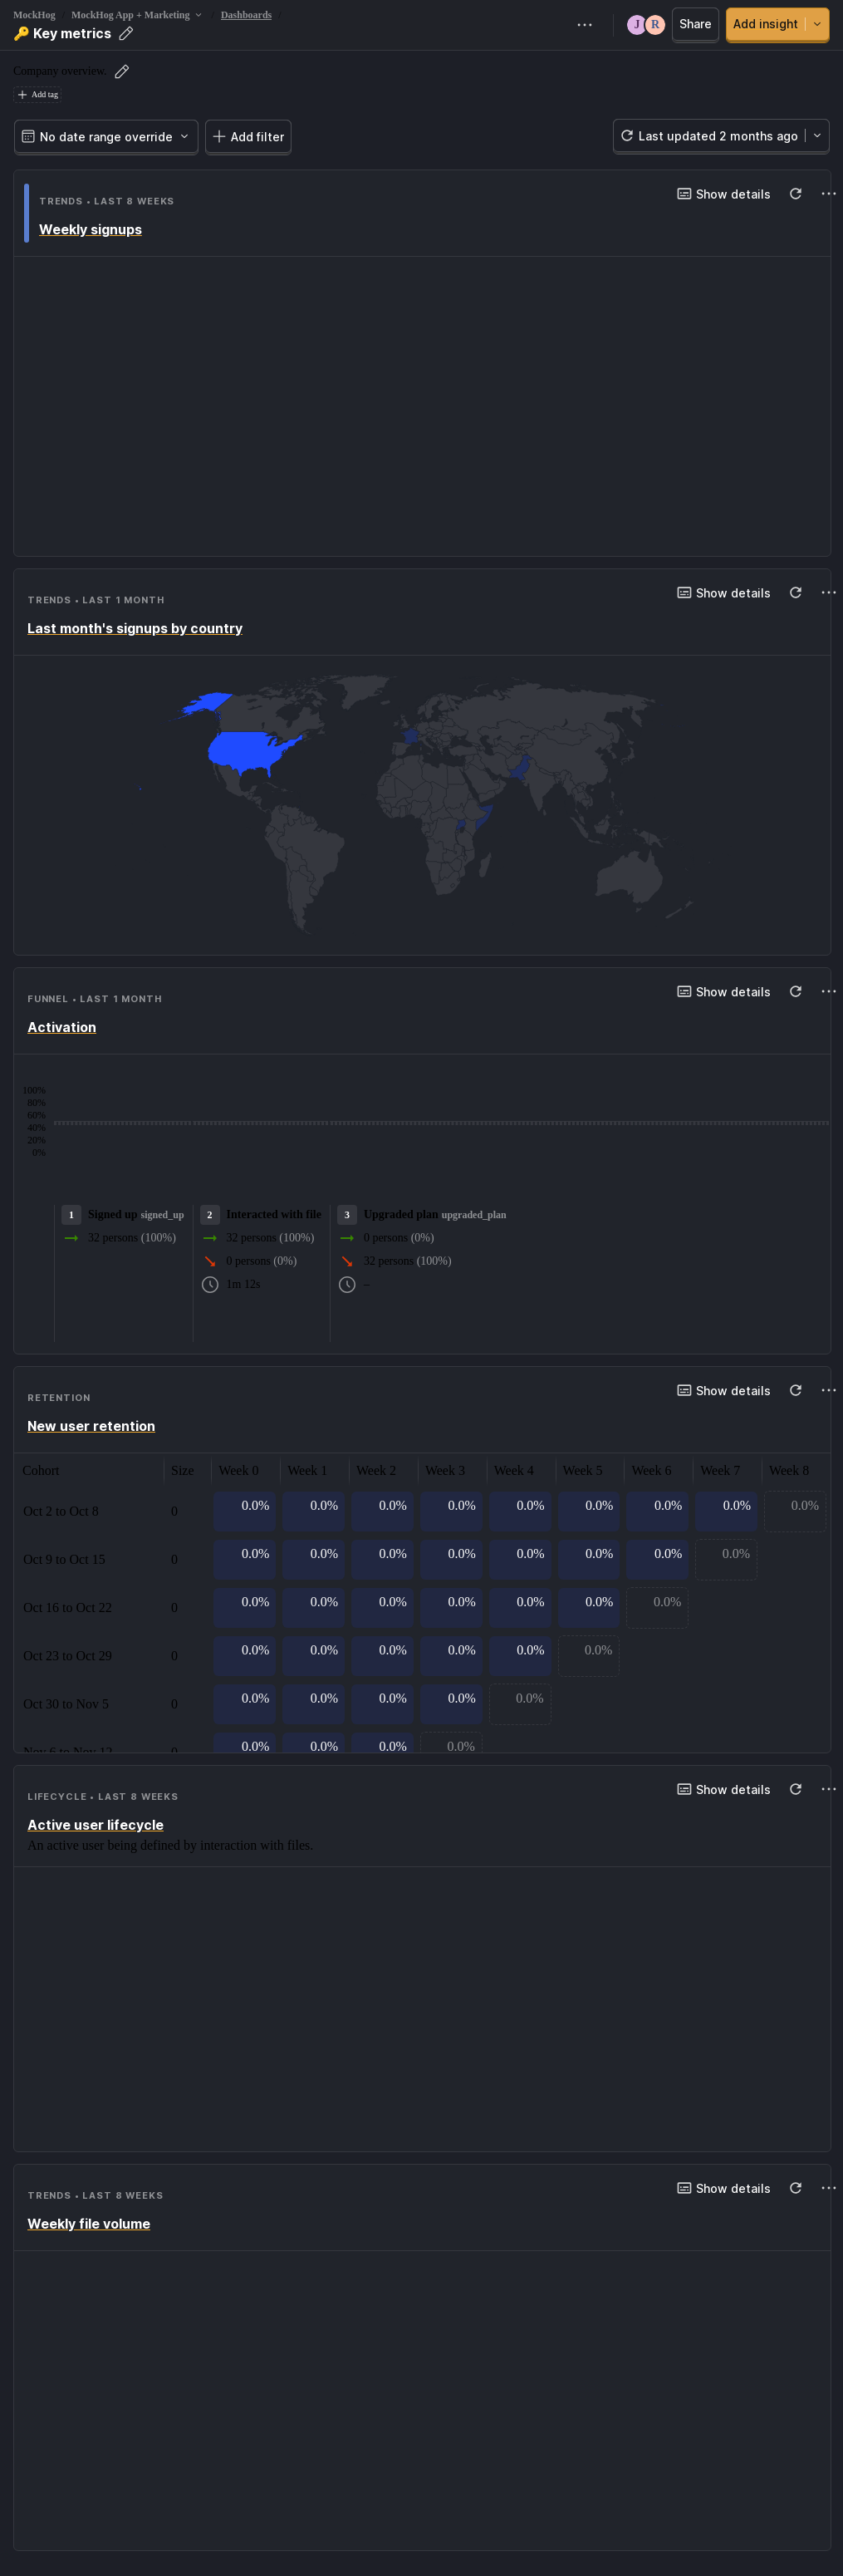 MockHog / MockHog App + Marketing / Dashboards /
🔑 Key metrics
J R Share Add insight
Company overview.
Add tag
No date range override Add filter Last updated 2 months ago
TRENDS • LAST 8 WEEKS Show details
Weekly signups
TRENDS • LAST 1 MONTH Show details
Last month's signups by country
FUNNEL • LAST 1 MONTH Show details
Activation
100%
80%
60%
40%
20%
0%
1 Signed up signed_up 2 Interacted with file 3 Upgraded plan upgraded_plan
32 persons (100%) 32 persons (100%) 0 persons (0%)
0 persons (0%) 32 persons (100%)
1m 12s –
RETENTION Show details
New user retention
Cohort Size Week 0 Week 1 Week 2 Week 3 Week 4 Week 5 Week 6 Week 7 Week 8
Oct 2 to Oct 8 0 0.0% 0.0% 0.0% 0.0% 0.0% 0.0% 0.0% 0.0% 0.0%
Oct 9 to Oct 15 0 0.0% 0.0% 0.0% 0.0% 0.0% 0.0% 0.0% 0.0%
Oct 16 to Oct 22 0 0.0% 0.0% 0.0% 0.0% 0.0% 0.0% 0.0%
Oct 23 to Oct 29 0 0.0% 0.0% 0.0% 0.0% 0.0% 0.0%
Oct 30 to Nov 5 0 0.0% 0.0% 0.0% 0.0% 0.0%
Nov 6 to Nov 12 0 0.0% 0.0% 0.0% 0.0%
LIFECYCLE • LAST 8 WEEKS Show details
Active user lifecycle
An active user being defined by interaction with files.
TRENDS • LAST 8 WEEKS Show details
Weekly file volume